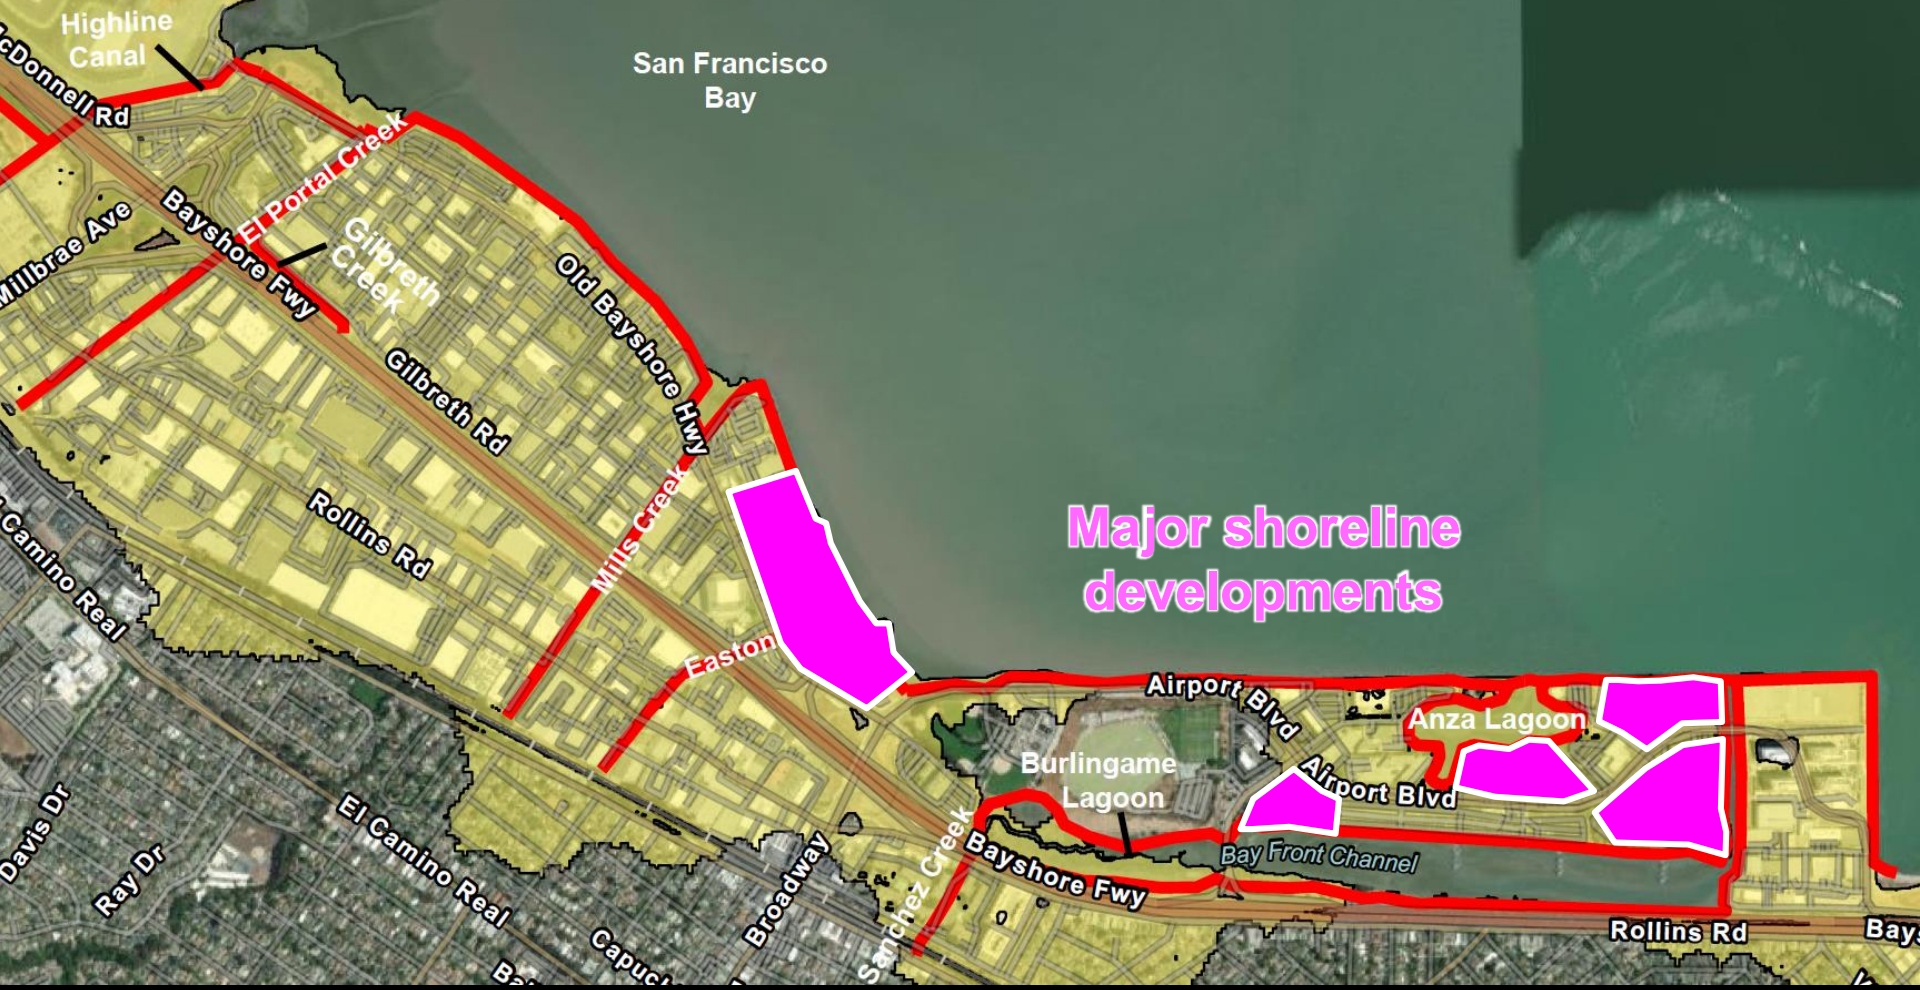 Highline
Canal
San Francisco
Bay
McDonnell Rd
El Portal Creek
Millbrae Ave
Bayshore Fwy
Gilbreth
Creek
Old Bayshore Hwy
Gilbreth Rd
Mills Creek
Rollins Rd
Camino Real
Major shoreline
developments
Easton
Airport Blvd
Anza Lagoon
Burlingame
Lagoon
Airport Blvd
Bay Front Channel
Davis Dr
Ray Dr
El Camino Real
Broadway
Sanchez Creek
Bayshore Fwy
Rollins Rd
Bays
Capuc